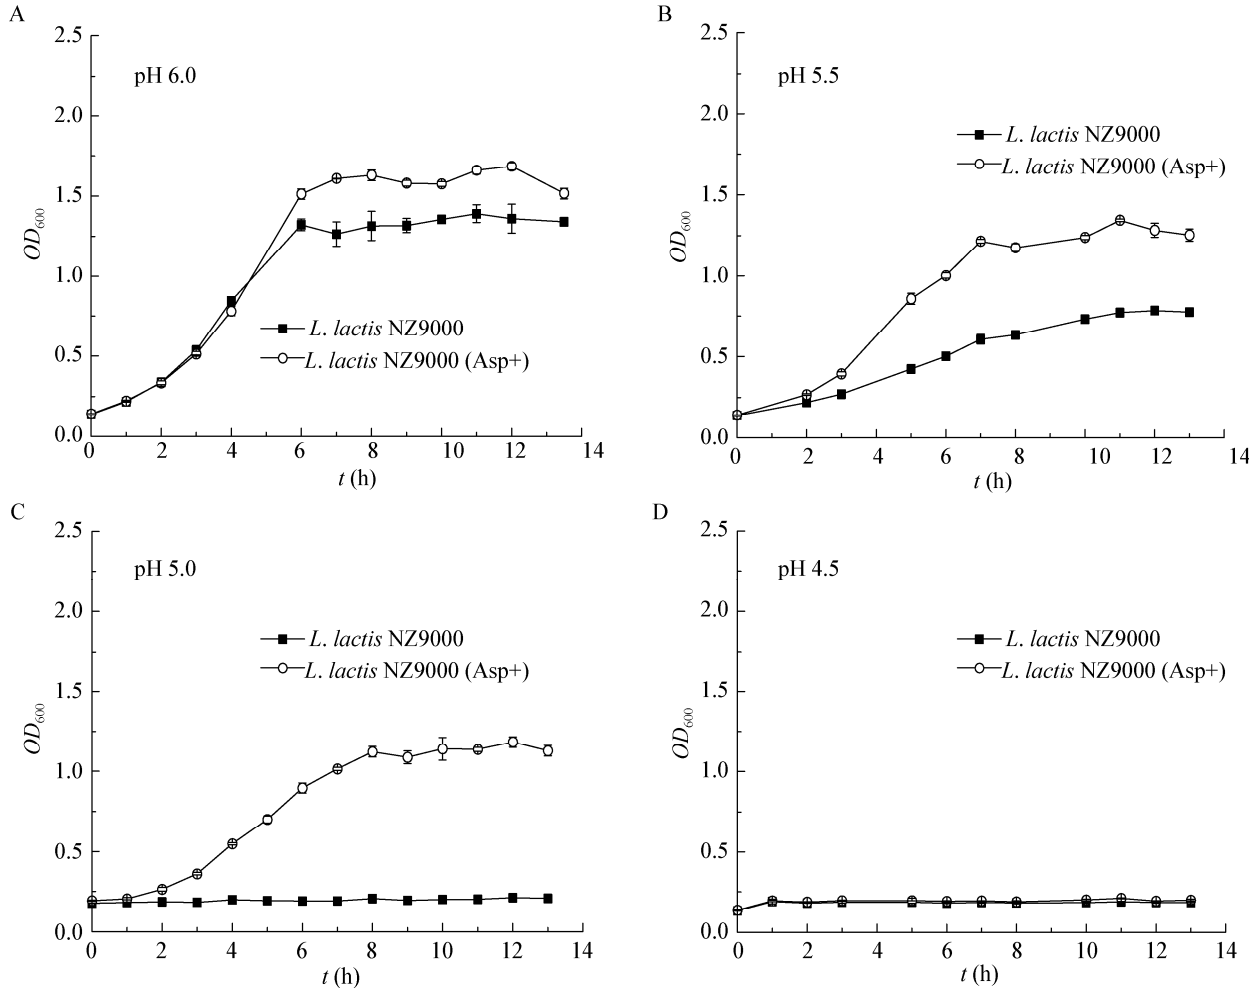 A
2.5
2.0
1.5
1.0
0.5
0.0
OD600
pH 6.0
L. lactis NZ9000
L. lactis NZ9000 (Asp+)
0 2 4 6 8 10 12 14
t (h)
B
2.5
2.0
1.5
1.0
0.5
0.0
OD600
pH 5.5
L. lactis NZ9000
L. lactis NZ9000 (Asp+)
0 2 4 6 8 10 12 14
t (h)
C
2.5
2.0
1.5
1.0
0.5
0.0
OD600
pH 5.0
L. lactis NZ9000
L. lactis NZ9000 (Asp+)
0 2 4 6 8 10 12 14
t (h)
D
2.5
2.0
1.5
1.0
0.5
0.0
OD600
pH 4.5
L. lactis NZ9000
L. lactis NZ9000 (Asp+)
0 2 4 6 8 10 12 14
t (h)